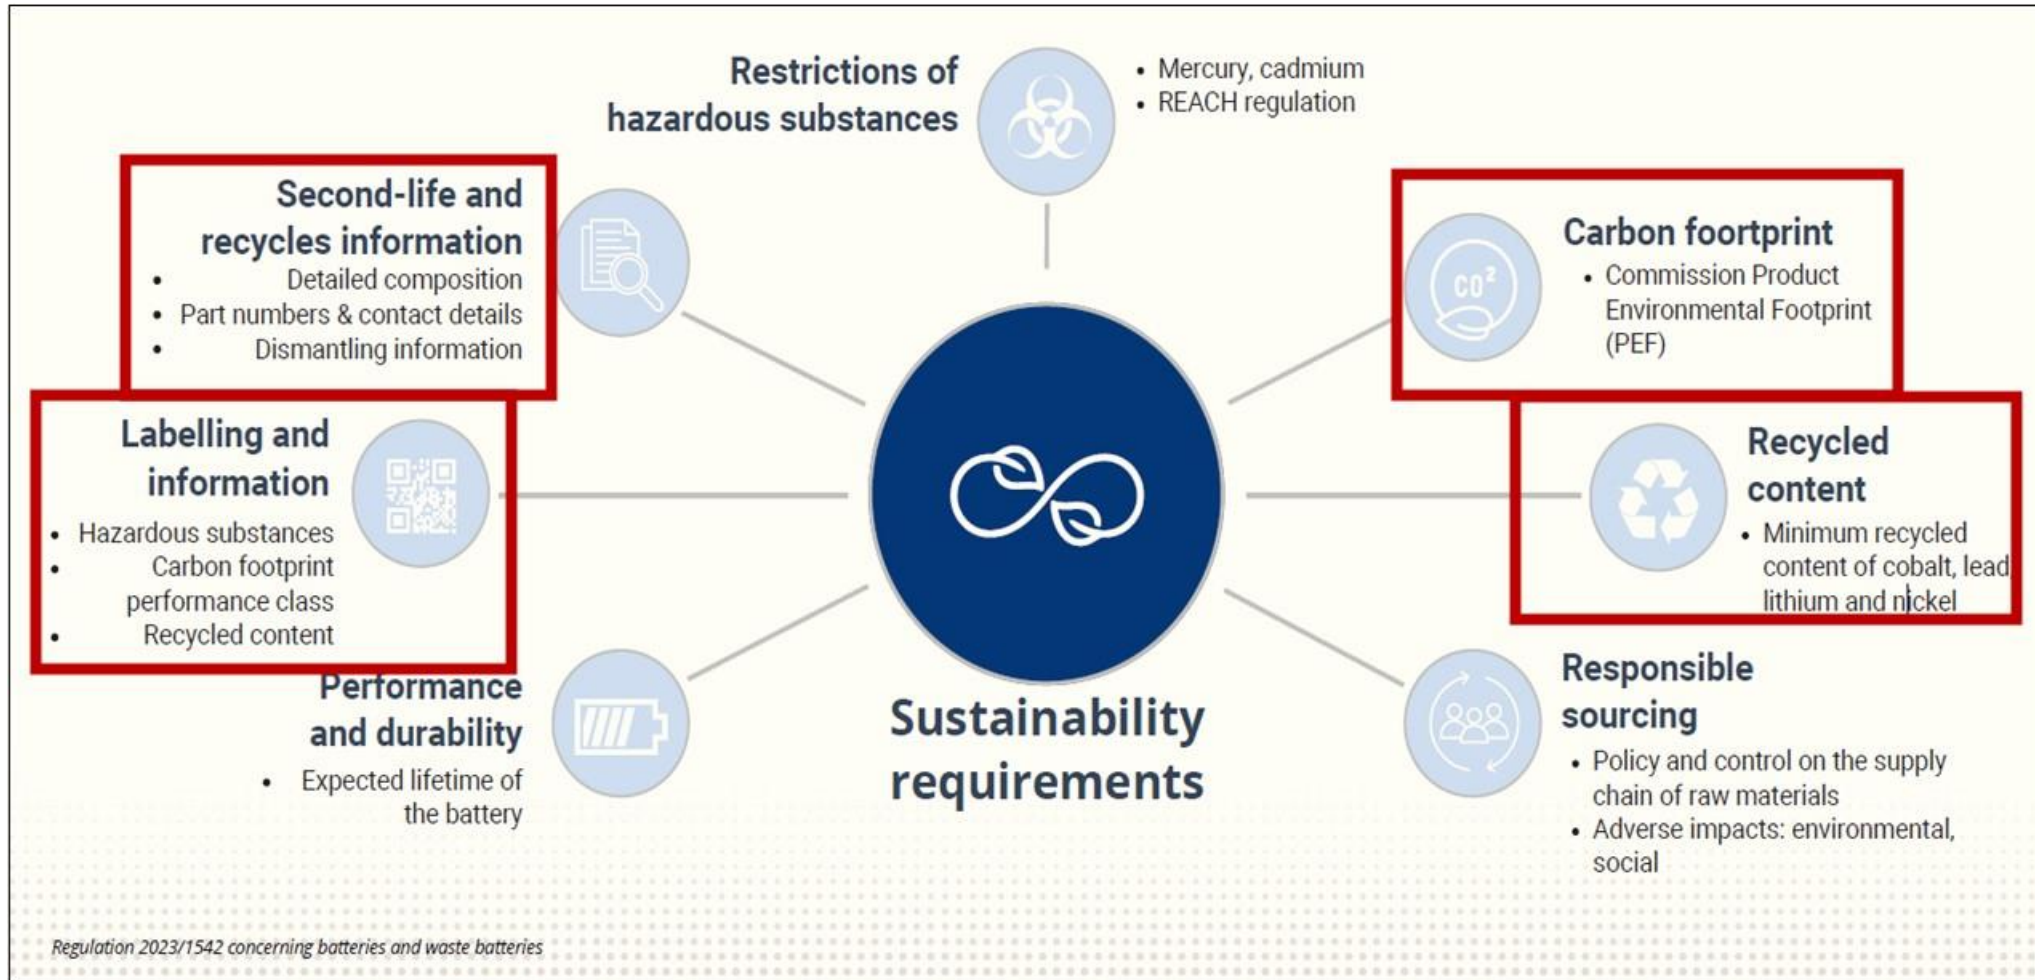 Restrictions of
hazardous substances
• Mercury, cadmium
• REACH regulation
Second-life and
recycles information
• Detailed composition
• Part numbers & contact details
• Dismantling information
Carbon foortprint
• Commission Product
Environmental Footprint
(PEF)
CO²
Labelling and
information
• Hazardous substances
• Carbon footprint
performance class
• Recycled content
Recycled
content
• Minimum recycled
content of cobalt, lead,
lithium and nickel
Performance
and durability
• Expected lifetime of
the battery
Sustainability
requirements
Responsible
sourcing
• Policy and control on the supply
chain of raw materials
• Adverse impacts: environmental,
social
Regulation 2023/1542 concerning batteries and waste batteries